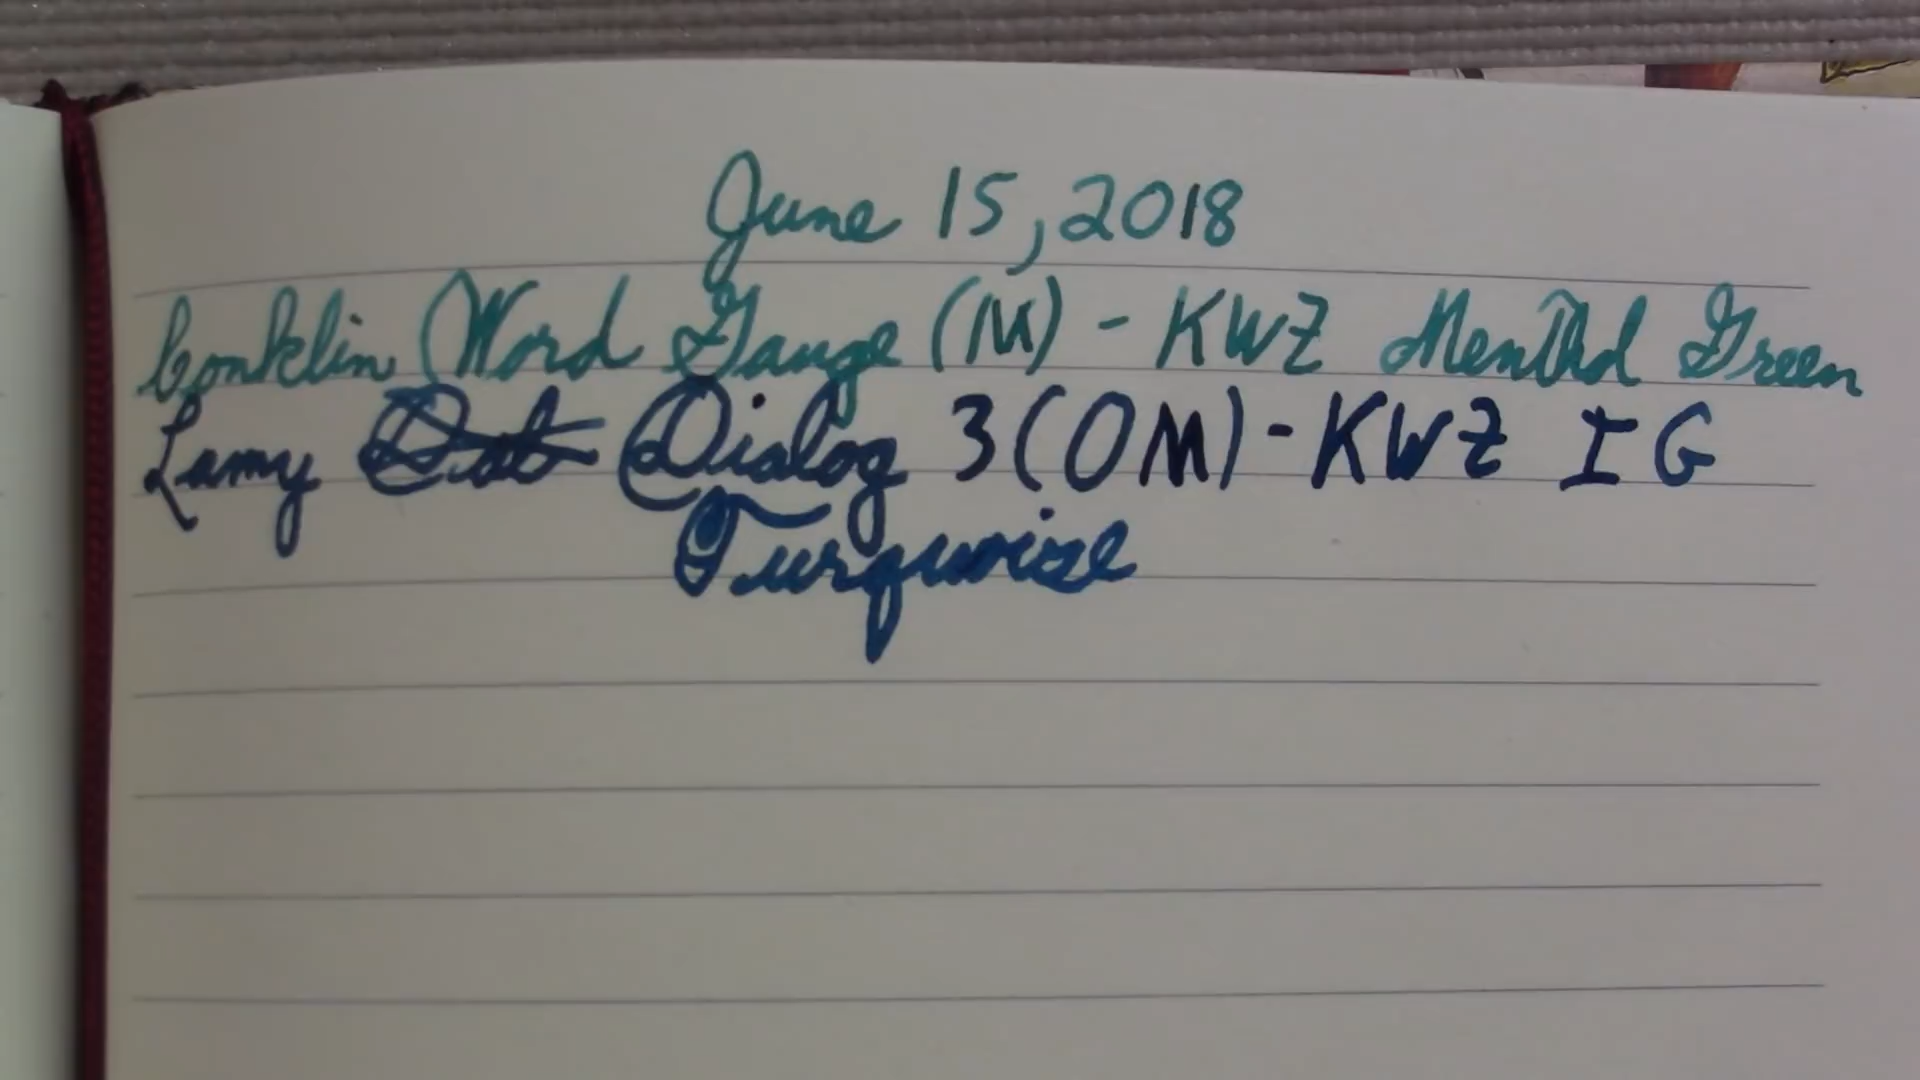 June 15, 2018
Conklin Word Gauge (M) - KWZ Menthol Green
Lamy Dialog 3 (OM) - KWZ IG
Turquoise